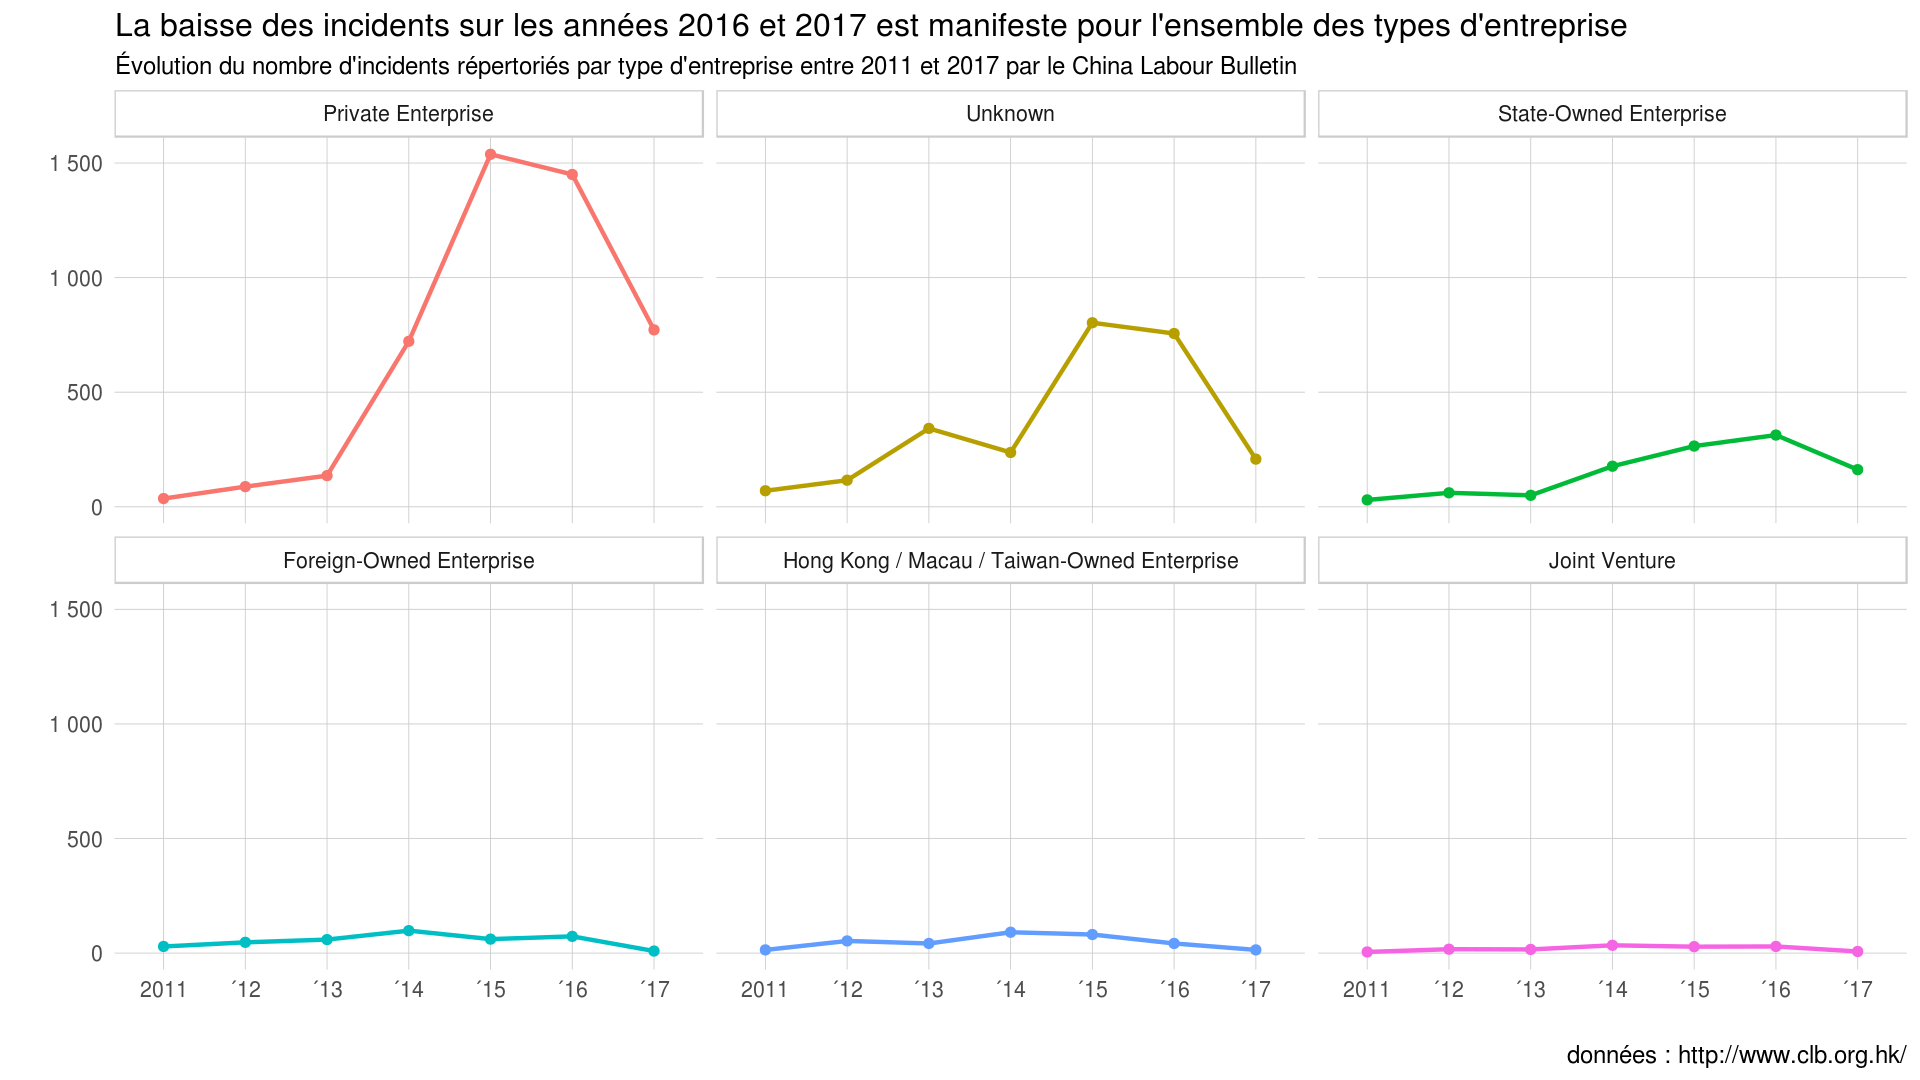 La baisse des incidents sur les années 2016 et 2017 est manifeste pour l'ensemble des types d'entreprise
Évolution du nombre d'incidents répertoriés par type d'entreprise entre 2011 et 2017 par le China Labour Bulletin
Private Enterprise
Unknown
State-Owned Enterprise
1 500
1 000
500
0
Foreign-Owned Enterprise
Hong Kong / Macau / Taiwan-Owned Enterprise
Joint Venture
1 500
1 000
500
0
2011 ´12 ´13 ´14 ´15 ´16 ´17
2011 ´12 ´13 ´14 ´15 ´16 ´17
2011 ´12 ´13 ´14 ´15 ´16 ´17
données : http://www.clb.org.hk/